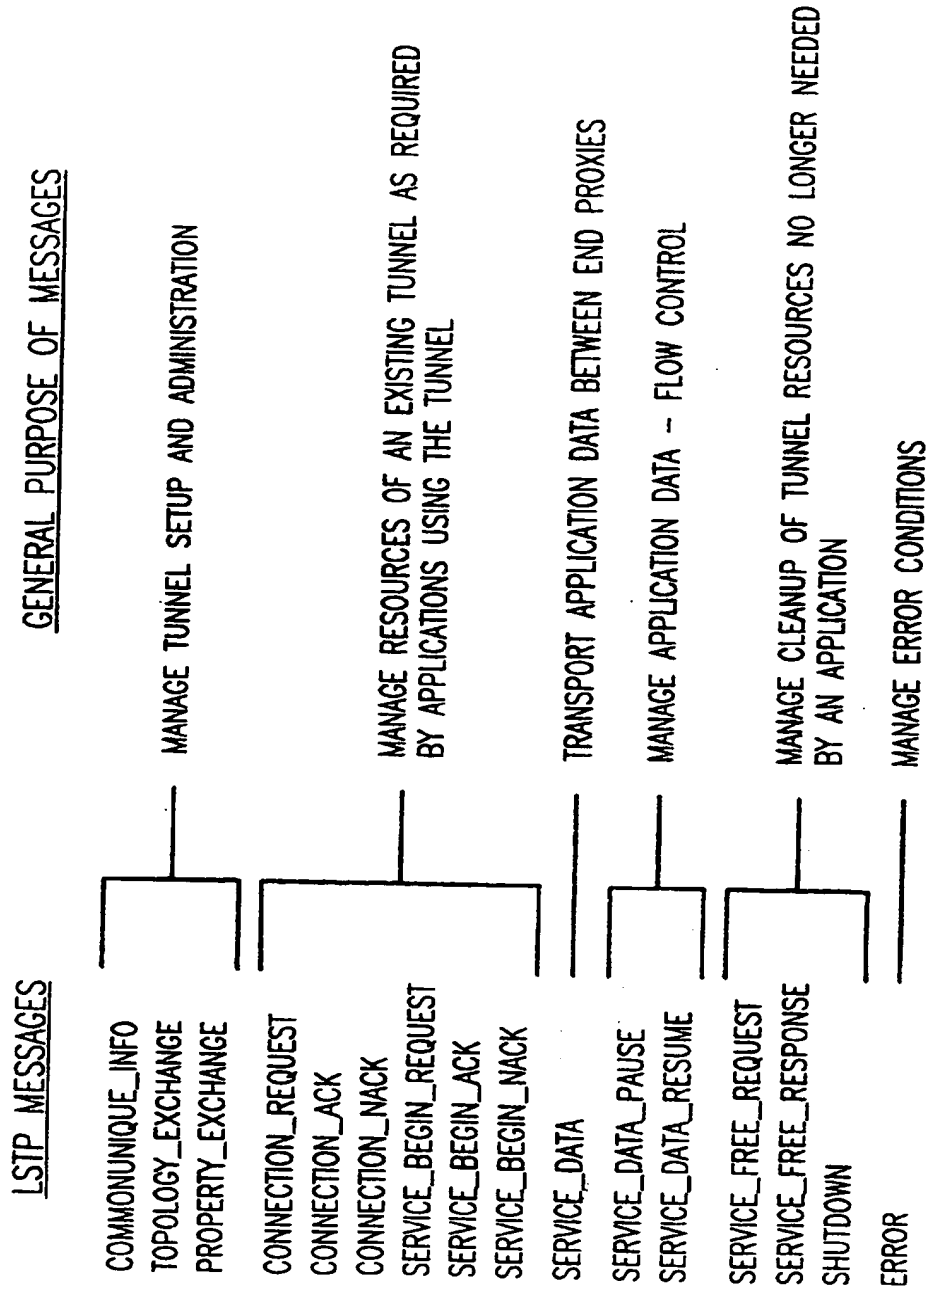 LSTP MESSAGES
GENERAL PURPOSE OF MESSAGES
COMMONUNIQUE_INFO
TOPOLOGY_EXCHANGE
PROPERTY_EXCHANGE
MANAGE TUNNEL SETUP AND ADMINISTRATION
CONNECTION_REQUEST
CONNECTION_ACK
CONNECTION_NACK
SERVICE_BEGIN_REQUEST
SERVICE_BEGIN_ACK
SERVICE_BEGIN_NACK
MANAGE RESOURCES OF AN EXISTING TUNNEL AS REQUIRED
BY APPLICATIONS USING THE TUNNEL
SERVICE_DATA
TRANSPORT APPLICATION DATA BETWEEN END PROXIES
SERVICE_DATA_PAUSE
SERVICE_DATA_RESUME
MANAGE APPLICATION DATA – FLOW CONTROL
SERVICE_FREE_REQUEST
SERVICE_FREE_RESPONSE
SHUTDOWN
MANAGE CLEANUP OF TUNNEL RESOURCES NO LONGER NEEDED
BY AN APPLICATION
ERROR
MANAGE ERROR CONDITIONS